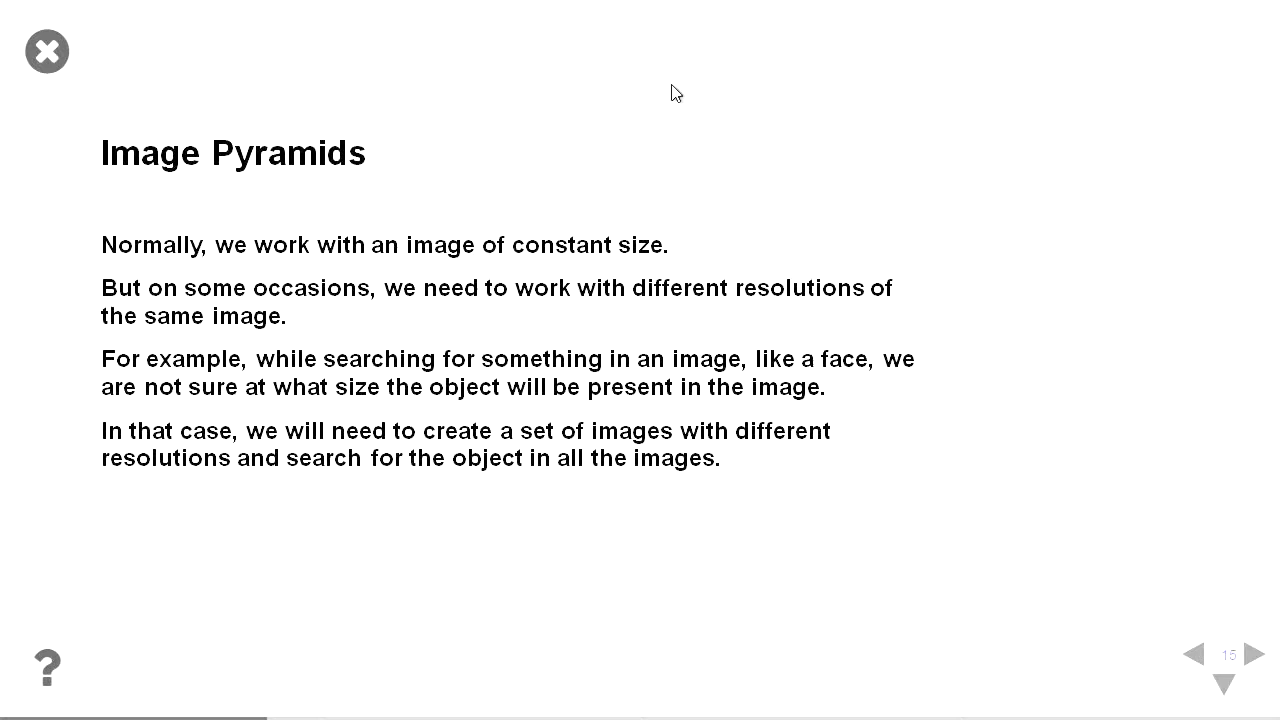 Image Pyramids
Normally, we work with an image of constant size.
But on some occasions, we need to work with different resolutions of
the same image.
For example, while searching for something in an image, like a face, we
are not sure at what size the object will be present in the image.
In that case, we will need to create a set of images with different
resolutions and search for the object in all the images.
?
15